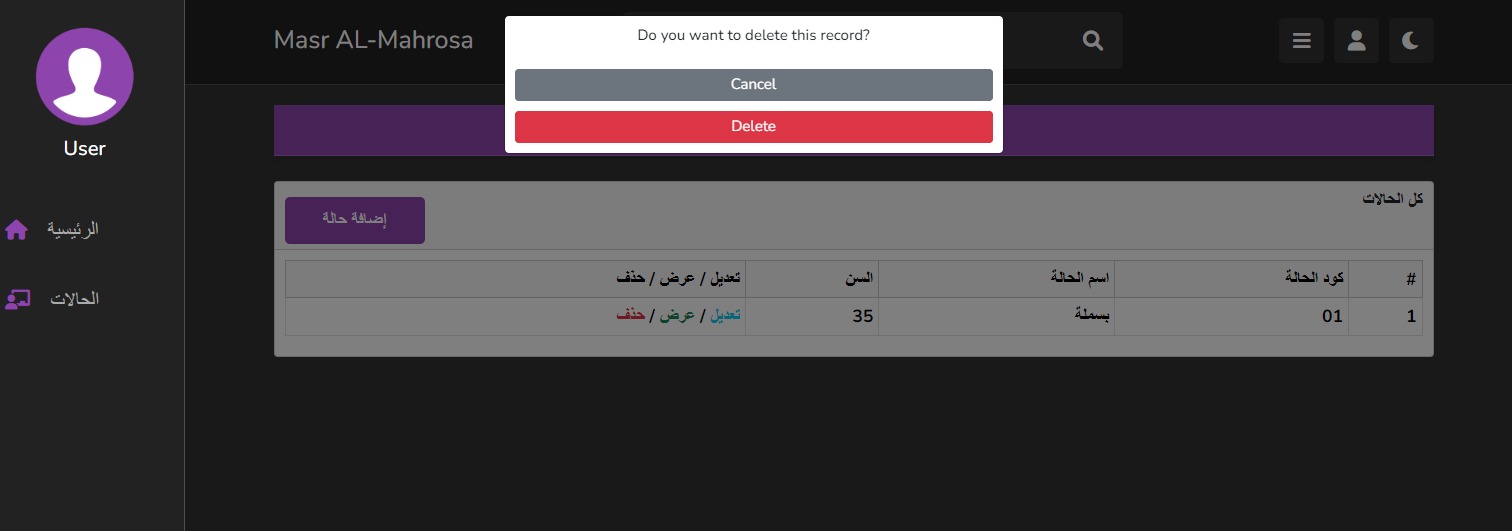 Masr AL-Mahrosa
Do you want to delete this record?
Cancel
Delete
User
الرئيسية
الحالات
كل الحالات
إضافة حالة
# كود الحالة اسم الحالة السن تعديل / عرض / حذف
1 01 بسملة 35 تعديل / عرض / حذف